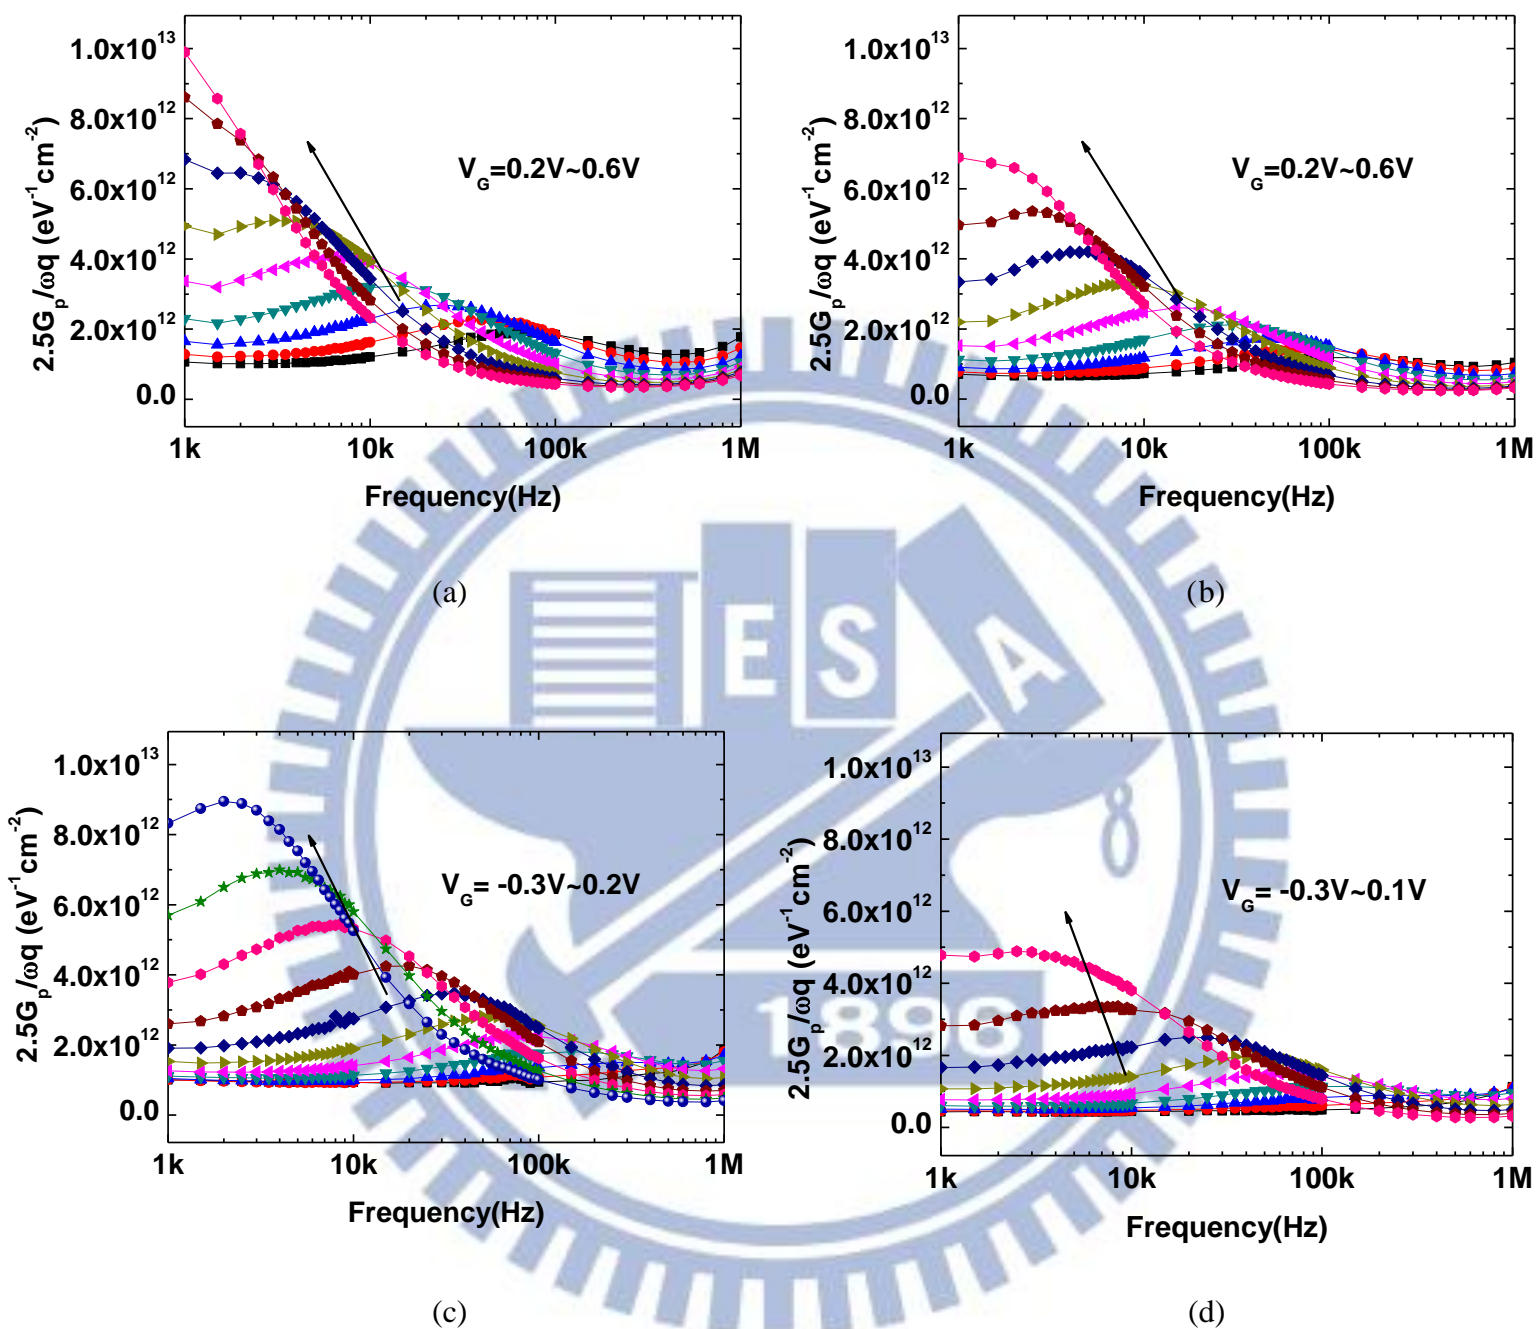 1.0x10^13
8.0x10^12
6.0x10^12
4.0x10^12
2.0x10^12
0.0
2.5G_p/ωq (eV^-1cm^-2)
V_G=0.2V~0.6V
1k 10k 100k 1M
Frequency(Hz)
(a)
1.0x10^13
8.0x10^12
6.0x10^12
4.0x10^12
2.0x10^12
0.0
2.5G_p/ωq (eV^-1cm^-2)
V_G=0.2V~0.6V
1k 10k 100k 1M
Frequency(Hz)
(b)
E S A
1896
1.0x10^13
8.0x10^12
6.0x10^12
4.0x10^12
2.0x10^12
0.0
2.5G_p/ωq (eV^-1cm^-2)
V_G= -0.3V~0.2V
1k 10k 100k 1M
Frequency(Hz)
(c)
1.0x10^13
8.0x10^12
6.0x10^12
4.0x10^12
2.0x10^12
0.0
2.5G_p/ωq (eV^-1cm^-2)
V_G= -0.3V~0.1V
1k 10k 100k 1M
Frequency(Hz)
(d)